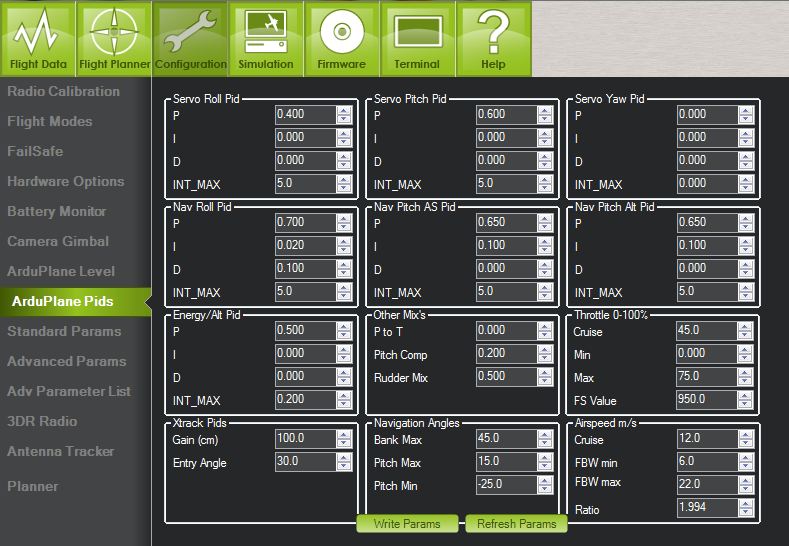 Flight Data Flight Planner Configuration Simulation Firmware Terminal Help
Radio Calibration
Flight Modes
FailSafe
Hardware Options
Battery Monitor
Camera Gimbal
ArduPlane Level
ArduPlane Pids
Standard Params
Advanced Params
Adv Parameter List
3DR Radio
Antenna Tracker
Planner
Servo Roll Pid
P 0.400
I 0.000
D 0.000
INT_MAX 5.0
Servo Pitch Pid
P 0.600
I 0.000
D 0.000
INT_MAX 5.0
Servo Yaw Pid
P 0.000
I 0.000
D 0.000
INT_MAX 0.000
Nav Roll Pid
P 0.700
I 0.020
D 0.100
INT_MAX 5.0
Nav Pitch AS Pid
P 0.650
I 0.100
D 0.000
INT_MAX 5.0
Nav Pitch Alt Pid
P 0.650
I 0.100
D 0.000
INT_MAX 5.0
Energy/Alt Pid
P 0.500
I 0.000
D 0.000
INT_MAX 0.200
Other Mix's
P to T 0.000
Pitch Comp 0.200
Rudder Mix 0.500
Throttle 0-100%
Cruise 45.0
Min 0.000
Max 75.0
FS Value 950.0
Xtrack Pids
Gain (cm) 100.0
Entry Angle 30.0
Navigation Angles
Bank Max 45.0
Pitch Max 15.0
Pitch Min -25.0
Airspeed m/s
Cruise 12.0
FBW min 6.0
FBW max 22.0
Ratio 1.994
Write Params Refresh Params